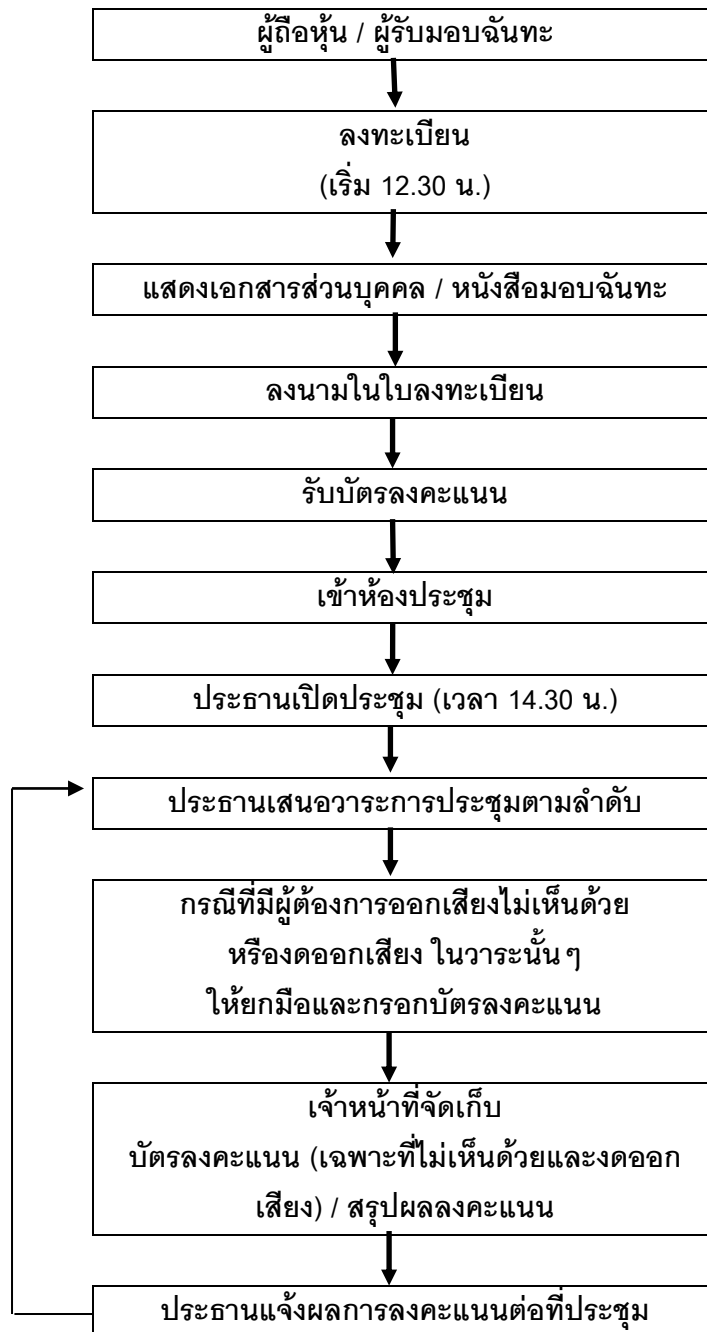 ผู้ถือหุ้น / ผู้รับมอบฉันทะ
ลงทะเบียน
(เริ่ม 12.30 น.)
แสดงเอกสารส่วนบุคคล / หนังสือมอบฉันทะ
ลงนามในใบลงทะเบียน
รับบัตรลงคะแนน
เข้าห้องประชุม
ประธานเปิดประชุม (เวลา 14.30 น.)
ประธานเสนอวาระการประชุมตามลำดับ
กรณีที่มีผู้ต้องการออกเสียงไม่เห็นด้วย
หรืองดออกเสียง ในวาระนั้นๆ
ให้ยกมือและกรอกบัตรลงคะแนน
เจ้าหน้าที่จัดเก็บ
บัตรลงคะแนน (เฉพาะที่ไม่เห็นด้วยและงดออก
เสียง) / สรุปผลลงคะแนน
ประธานแจ้งผลการลงคะแนนต่อที่ประชุม